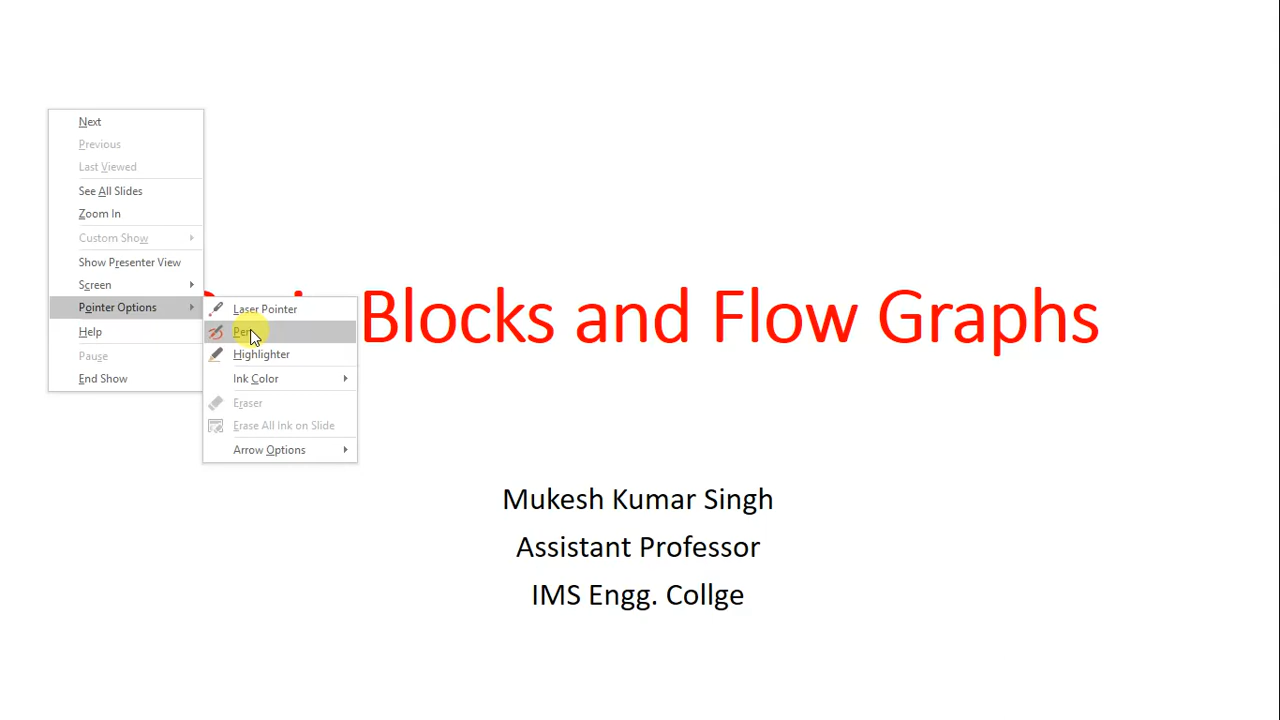 Next
Previous
Last Viewed
See All Slides
Zoom In
Custom Show
Show Presenter View
Screen
Pointer Options
Help
Pause
End Show
Laser Pointer
Highlighter
Ink Color
Eraser
Erase All Ink on Slide
Arrow Options
Blocks and Flow Graphs
Mukesh Kumar Singh
Assistant Professor
IMS Engg. Collge